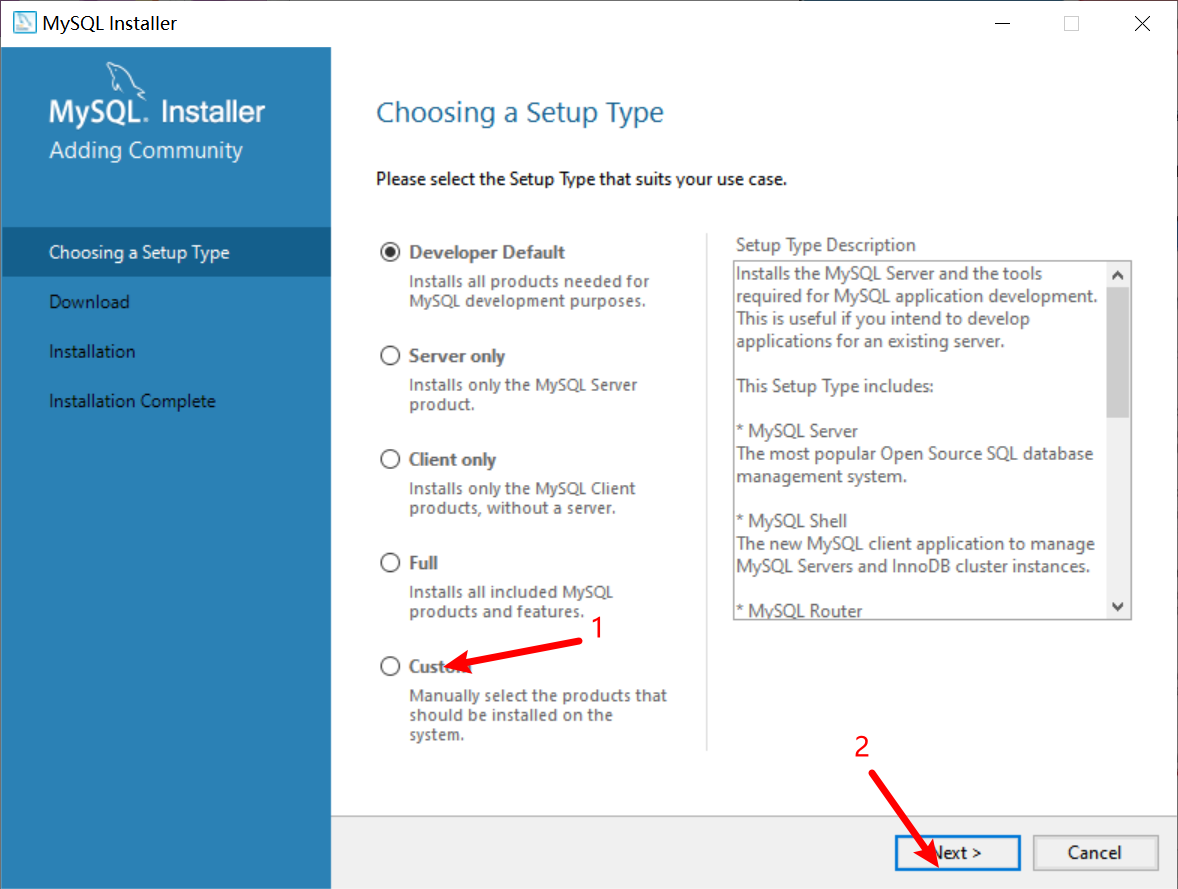 MySQL Installer
MySQL. Installer
Adding Community
Choosing a Setup Type
Download
Installation
Installation Complete
Choosing a Setup Type
Please select the Setup Type that suits your use case.
Developer Default
Installs all products needed for
MySQL development purposes.
Server only
Installs only the MySQL Server
product.
Client only
Installs only the MySQL Client
products, without a server.
Full
Installs all included MySQL
products and features.
1
Custom
Manually select the products that
should be installed on the
system.
Setup Type Description
Installs the MySQL Server and the tools
required for MySQL application development.
This is useful if you intend to develop
applications for an existing server.
This Setup Type includes:
* MySQL Server
The most popular Open Source SQL database
management system.
* MySQL Shell
The new MySQL client application to manage
MySQL Servers and InnoDB cluster instances.
* MySQL Router
2
Next >
Cancel